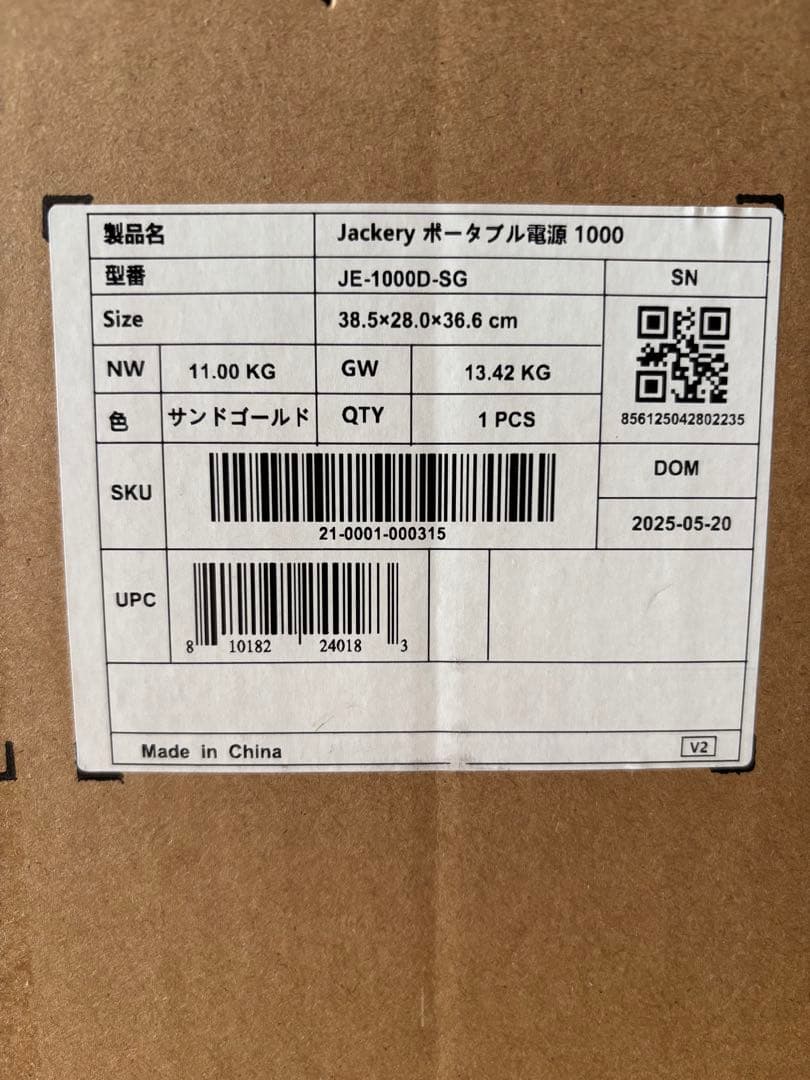 製品名 Jackery ポータブル電源 1000
型番 JE-1000D-SG SN
Size 38.5×28.0×36.6 cm
NW 11.00 KG GW 13.42 KG
856125042802235
色 サンドゴールド QTY 1 PCS
SKU DOM
21-0001-000315 2025-05-20
UPC
8 10182 24018 3
Made in China V2